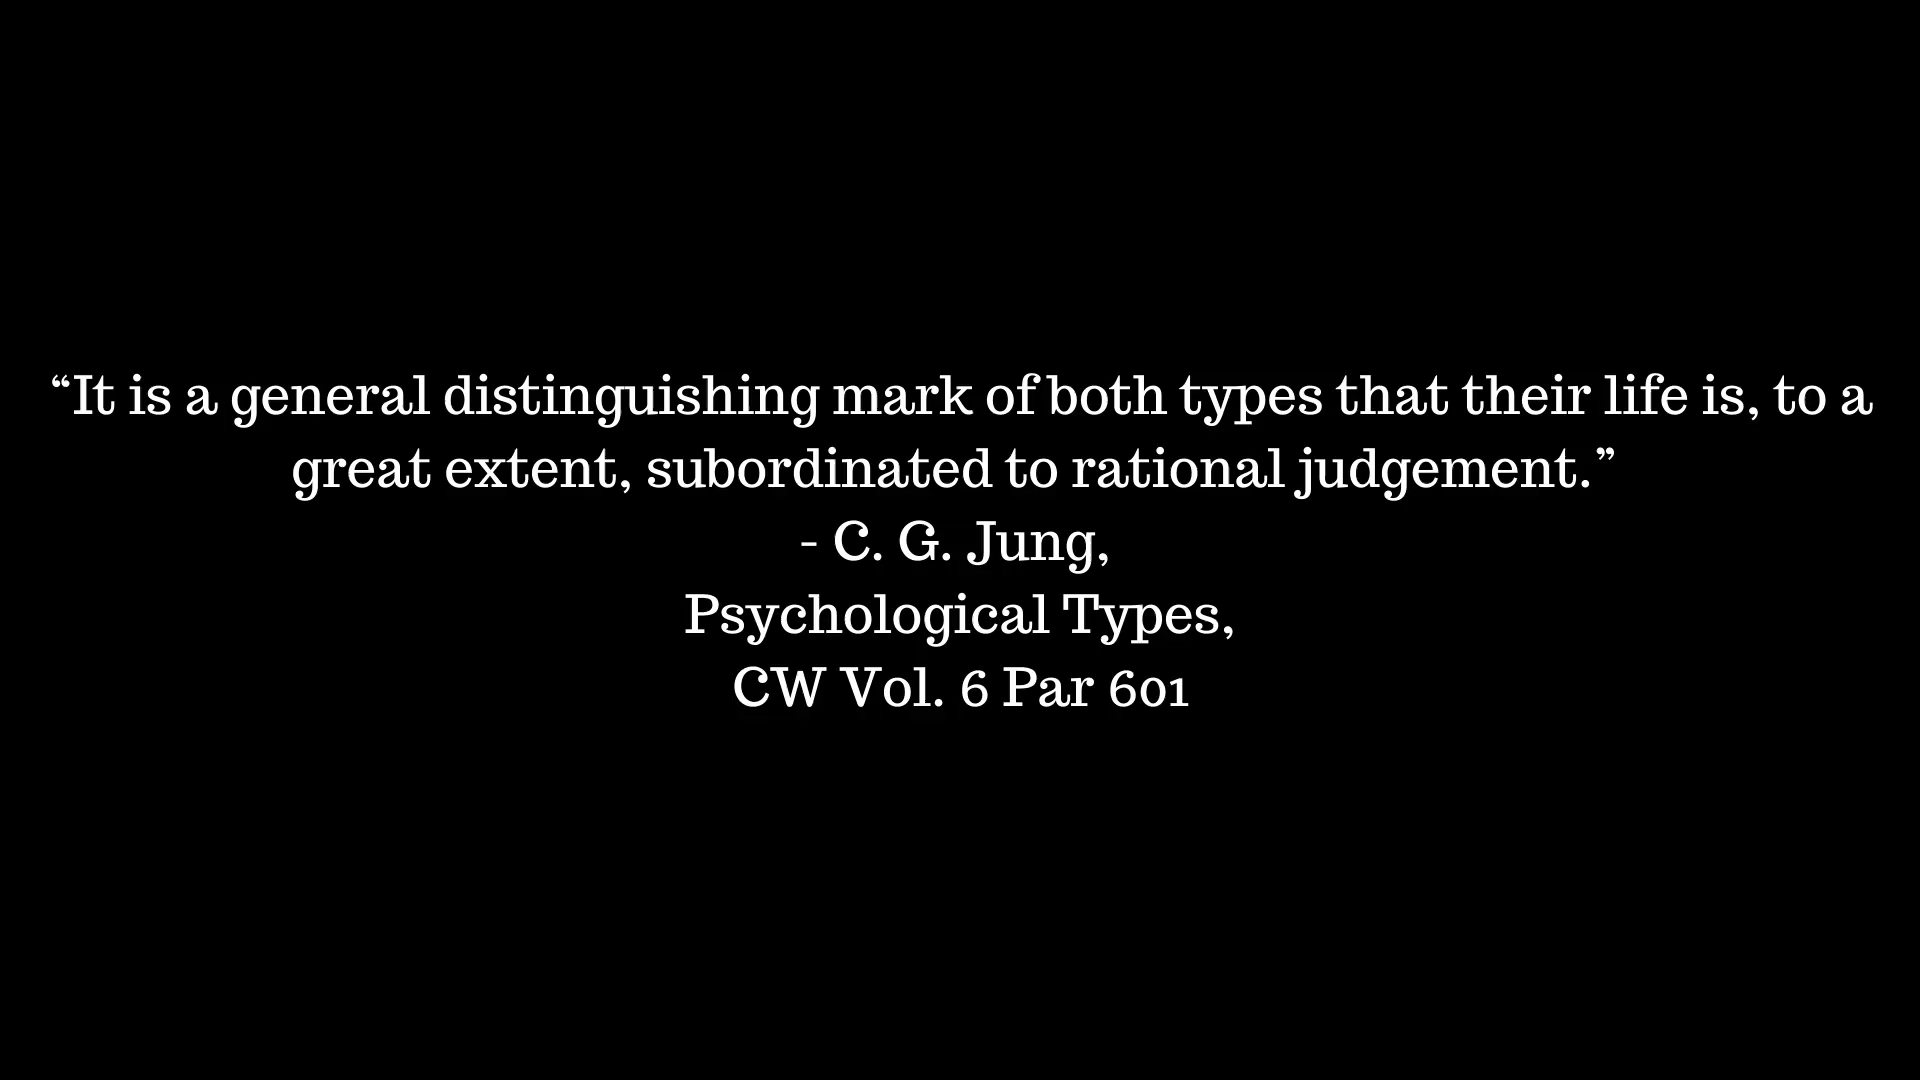 “It is a general distinguishing mark of both types that their life is, to a
great extent, subordinated to rational judgement.”
- C. G. Jung,
Psychological Types,
CW Vol. 6 Par 601